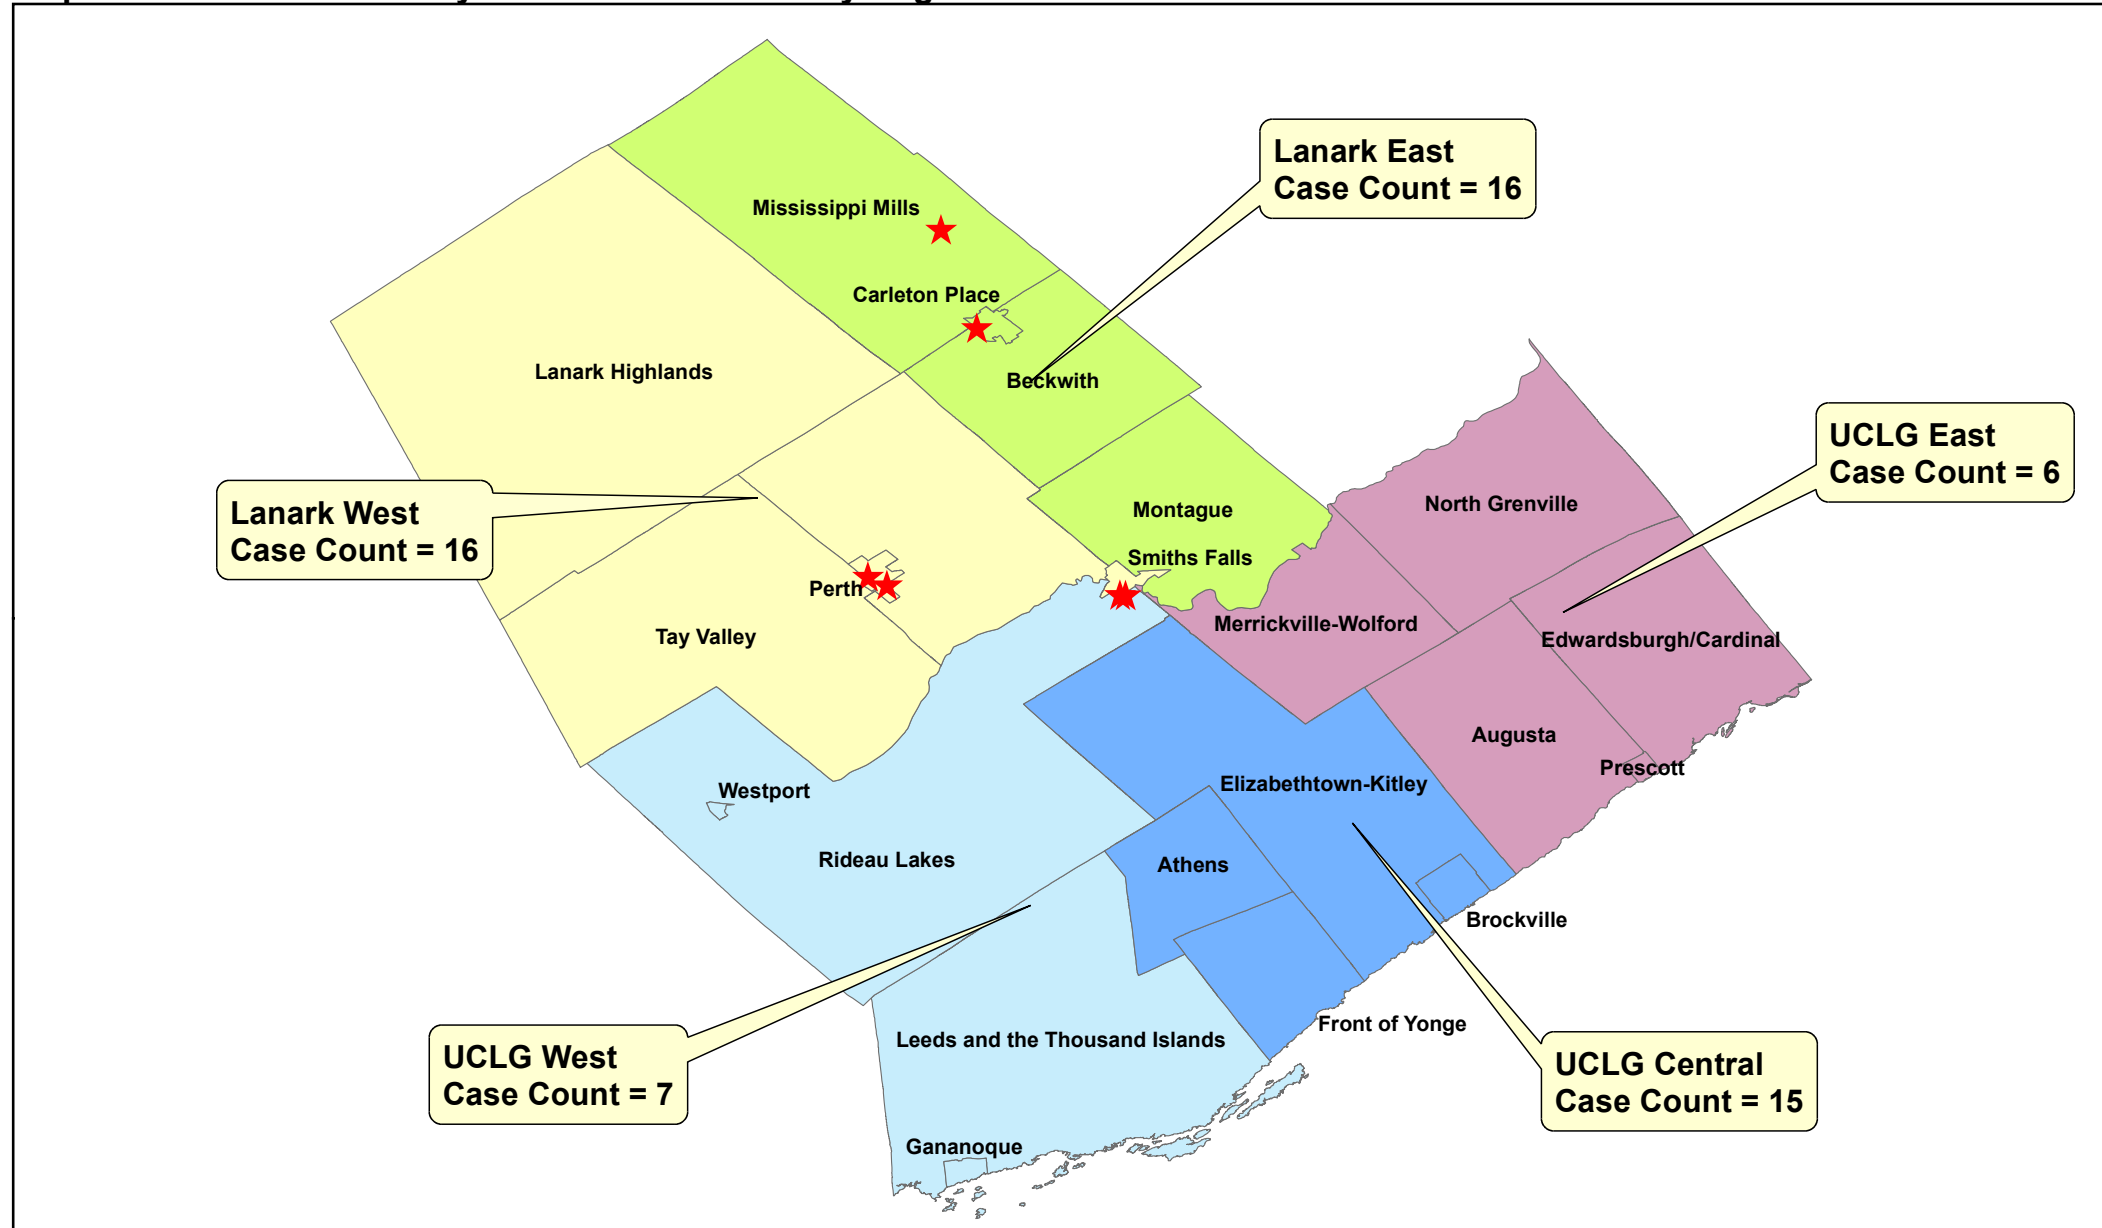 Lanark East
Case Count = 16
Mississippi Mills
Carleton Place
Lanark Highlands
Beckwith
UCLG East
Case Count = 6
Lanark West
Case Count = 16
North Grenville
Montague
Smiths Falls
Perth
Merrickville-Wolford
Tay Valley
Edwardsburgh/Cardinal
Augusta
Prescott
Westport
Elizabethtown-Kitley
Rideau Lakes
Athens
Brockville
Front of Yonge
Leeds and the Thousand Islands
UCLG West
Case Count = 7
UCLG Central
Case Count = 15
Gananoque